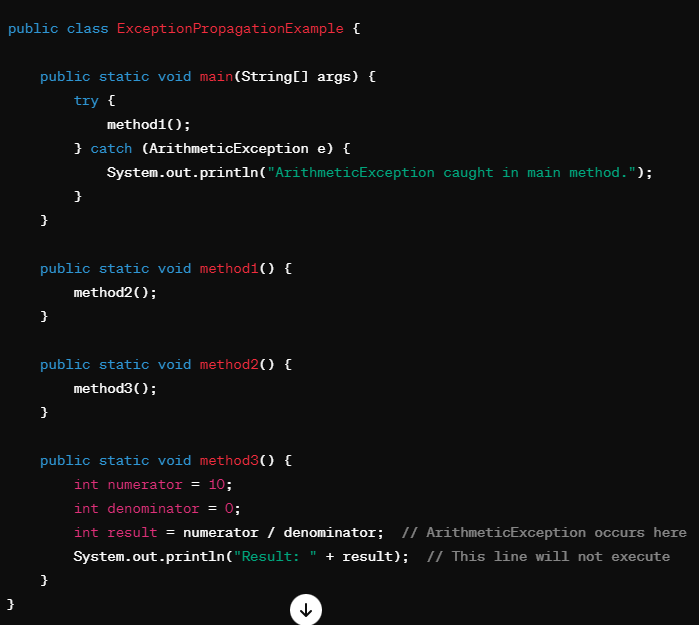 public class ExceptionPropagationExample {
public static void main(String[] args) {
try {
method1();
} catch (ArithmeticException e) {
System.out.println("ArithmeticException caught in main method.");
}
}
public static void method1() {
method2();
}
public static void method2() {
method3();
}
public static void method3() {
int numerator = 10;
int denominator = 0;
int result = numerator / denominator;  // ArithmeticException occurs here
System.out.println("Result: " + result);  // This line will not execute
}
}